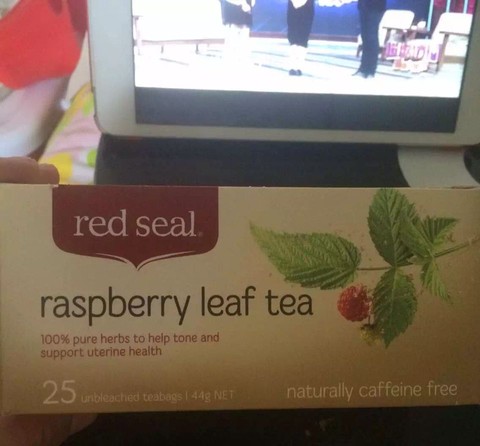 red seal
raspberry leaf tea
100% pure herbs to help tone and
support uterine health
25 unbleached teabags | 44g NET
naturally caffeine free